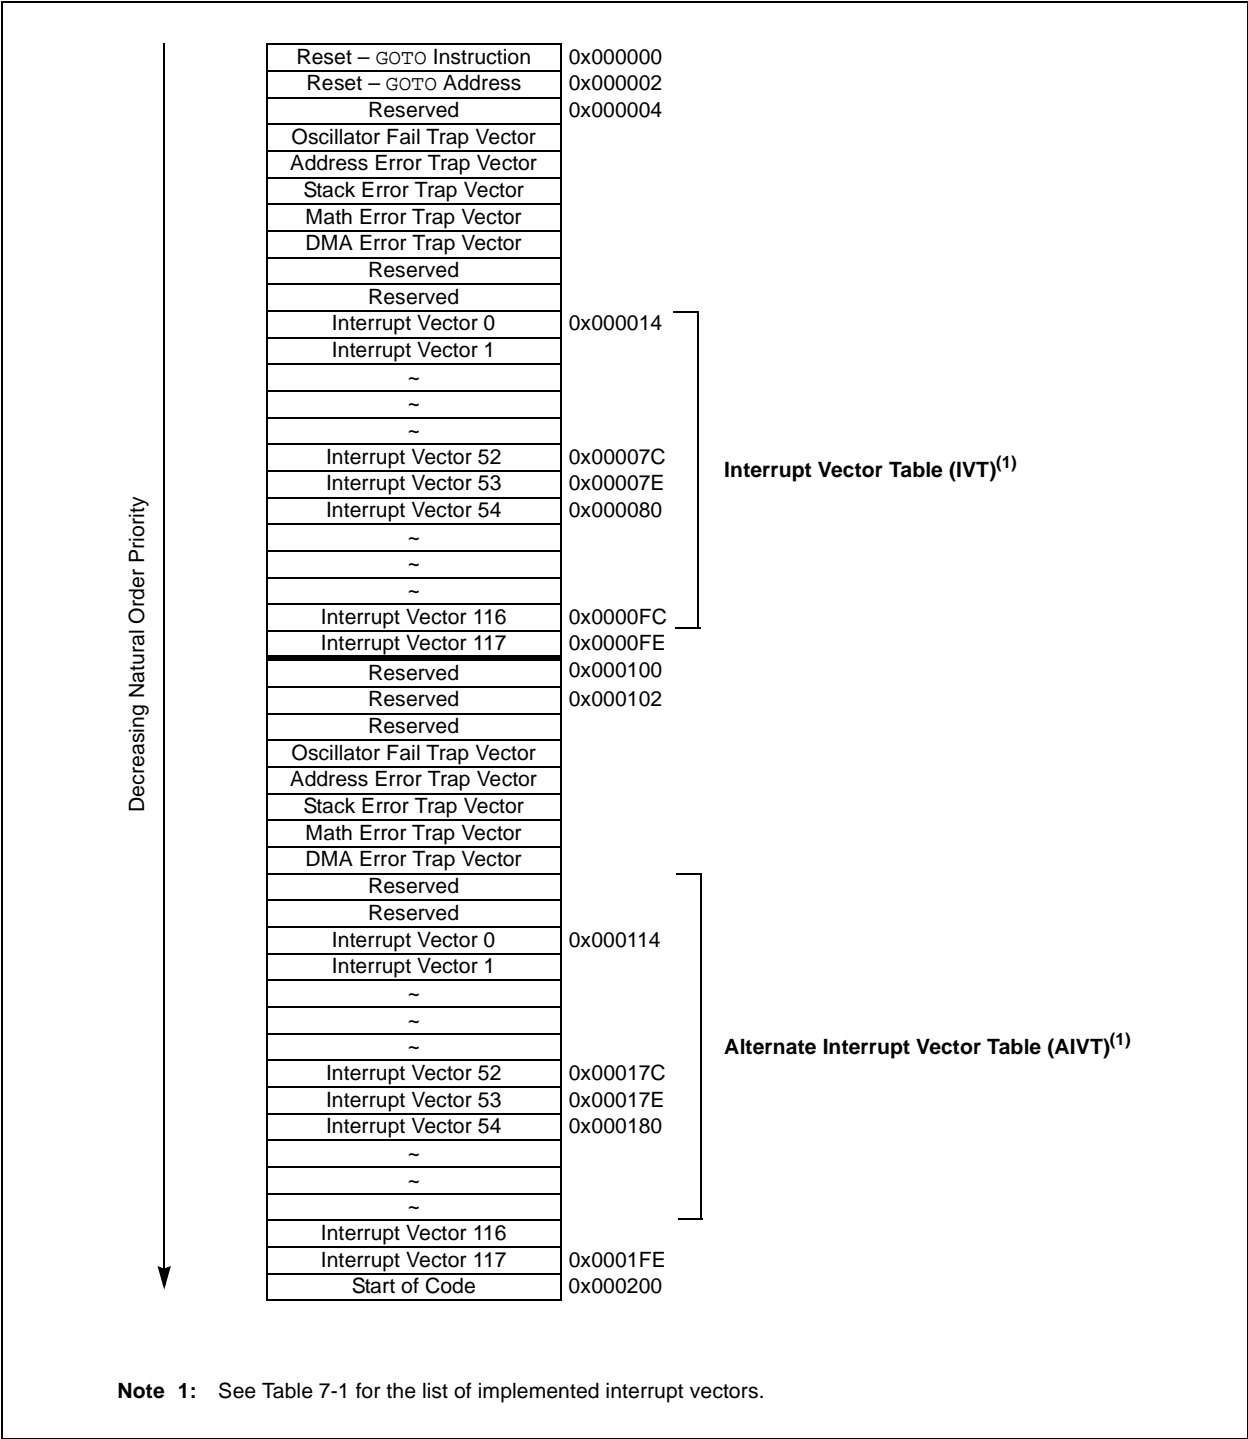 Reset – GOTO Instruction 0x000000
Reset – GOTO Address 0x000002
Reserved 0x000004
Oscillator Fail Trap Vector
Address Error Trap Vector
Stack Error Trap Vector
Math Error Trap Vector
DMA Error Trap Vector
Reserved
Reserved
Interrupt Vector 0 0x000014
Interrupt Vector 1
~
~
~
Interrupt Vector 52 0x00007C
Interrupt Vector Table (IVT)(1)
Interrupt Vector 53 0x00007E
Interrupt Vector 54 0x000080
~
~
~
Interrupt Vector 116 0x0000FC
Interrupt Vector 117 0x0000FE
Reserved 0x000100
Reserved 0x000102
Reserved
Oscillator Fail Trap Vector
Address Error Trap Vector
Stack Error Trap Vector
Math Error Trap Vector
DMA Error Trap Vector
Reserved
Reserved
Interrupt Vector 0 0x000114
Interrupt Vector 1
~
~
~
Alternate Interrupt Vector Table (AIVT)(1)
Interrupt Vector 52 0x00017C
Interrupt Vector 53 0x00017E
Interrupt Vector 54 0x000180
~
~
~
Interrupt Vector 116
Interrupt Vector 117 0x0001FE
Start of Code 0x000200
Decreasing Natural Order Priority
Note 1: See Table 7-1 for the list of implemented interrupt vectors.